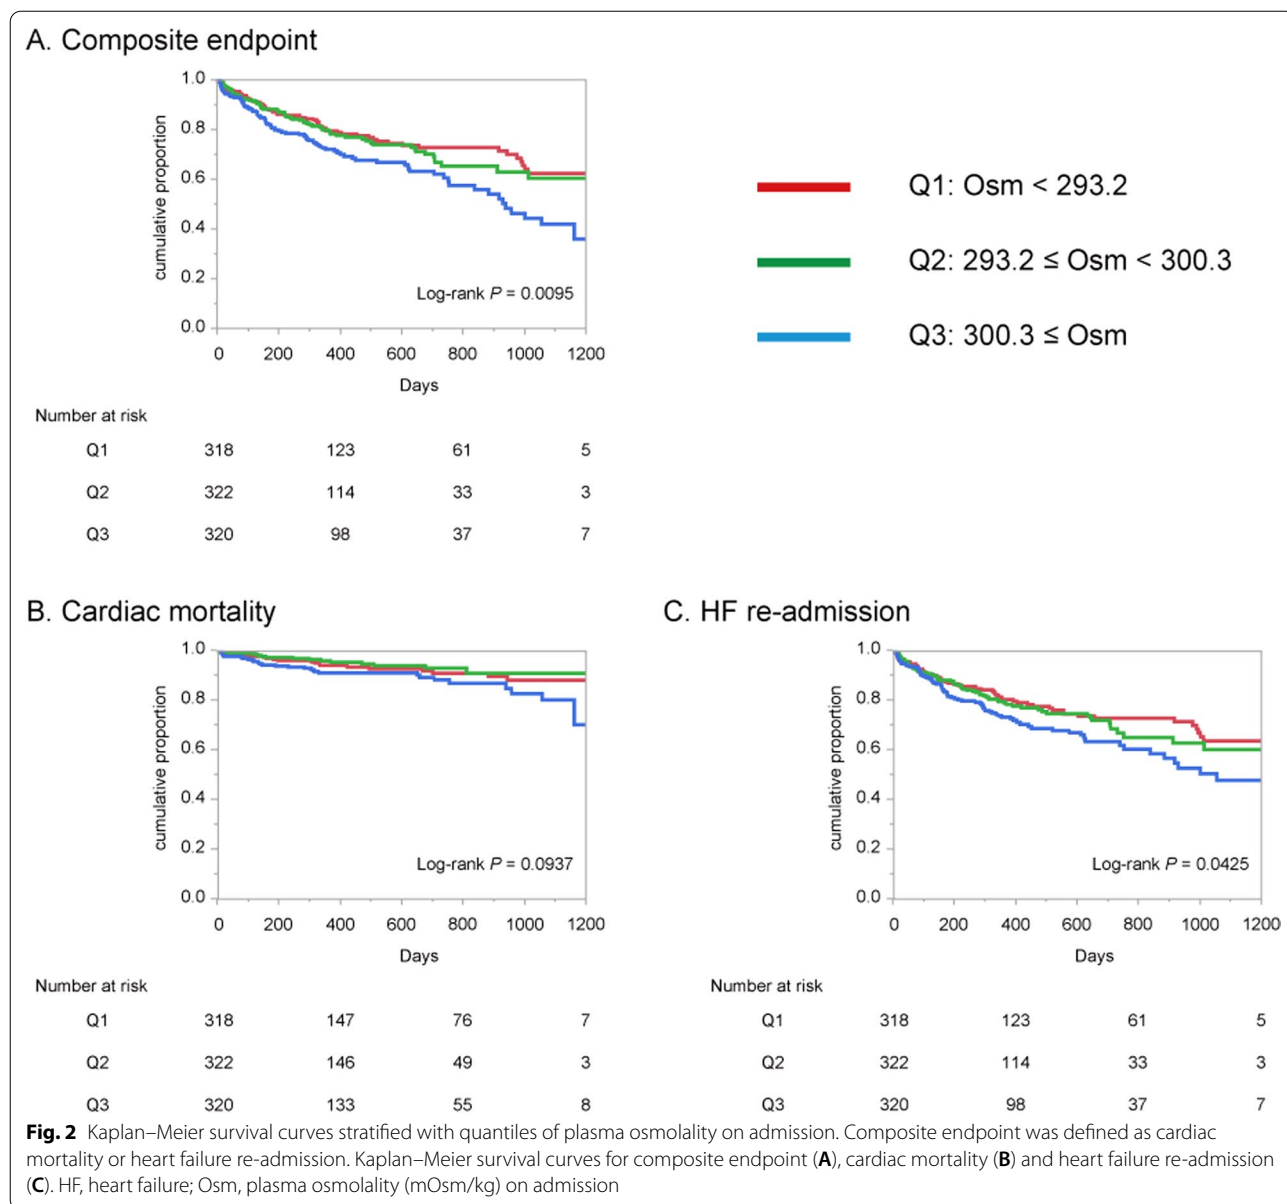 A. Composite endpoint
1.0
0.8
0.6
0.4
0.2
0.0
cumulative proportion
Log-rank P = 0.0095
0 200 400 600 800 1000 1200
Days
Q1: Osm < 293.2
Q2: 293.2 ≤ Osm < 300.3
Q3: 300.3 ≤ Osm
Number at risk
Q1 318 123 61 5
Q2 322 114 33 3
Q3 320 98 37 7
B. Cardiac mortality
1.0
0.8
0.6
0.4
0.2
0.0
cumulative proportion
Log-rank P = 0.0937
0 200 400 600 800 1000 1200
Days
Number at risk
Q1 318 147 76 7
Q2 322 146 49 3
Q3 320 133 55 8
C. HF re-admission
1.0
0.8
0.6
0.4
0.2
0.0
cumulative proportion
Log-rank P = 0.0425
0 200 400 600 800 1000 1200
Days
Number at risk
Q1 318 123 61 5
Q2 322 114 33 3
Q3 320 98 37 7
Fig. 2 Kaplan–Meier survival curves stratified with quantiles of plasma osmolality on admission. Composite endpoint was defined as cardiac
mortality or heart failure re-admission. Kaplan–Meier survival curves for composite endpoint (A), cardiac mortality (B) and heart failure re-admission
(C). HF, heart failure; Osm, plasma osmolality (mOsm/kg) on admission